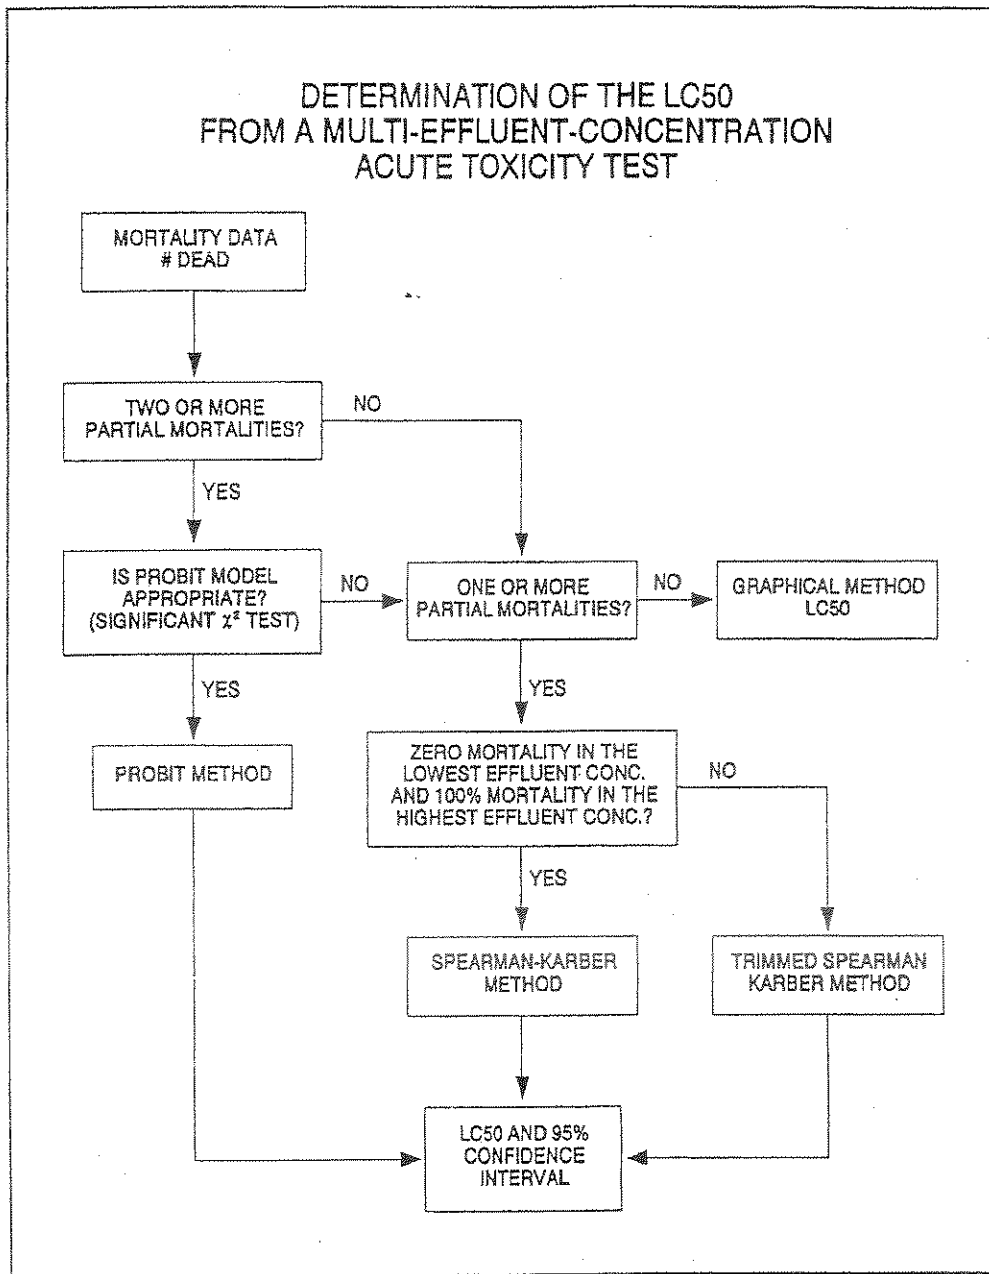 DETERMINATION OF THE LC50
FROM A MULTI-EFFLUENT-CONCENTRATION
ACUTE TOXICITY TEST
MORTALITY DATA
# DEAD
TWO OR MORE
PARTIAL MORTALITIES?
NO
YES
IS PROBIT MODEL
APPROPRIATE?
(SIGNIFICANT χ² TEST)
NO
ONE OR MORE
PARTIAL MORTALITIES?
NO
GRAPHICAL METHOD
LC50
YES
YES
PROBIT METHOD
ZERO MORTALITY IN THE
LOWEST EFFLUENT CONC.
AND 100% MORTALITY IN THE
HIGHEST EFFLUENT CONC.?
NO
YES
SPEARMAN-KARBER
METHOD
TRIMMED SPEARMAN
KARBER METHOD
LC50 AND 95%
CONFIDENCE
INTERVAL